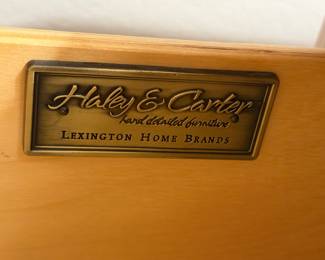 Haley & Carter
hand detailed furniture
LEXINGTON HOME BRANDS